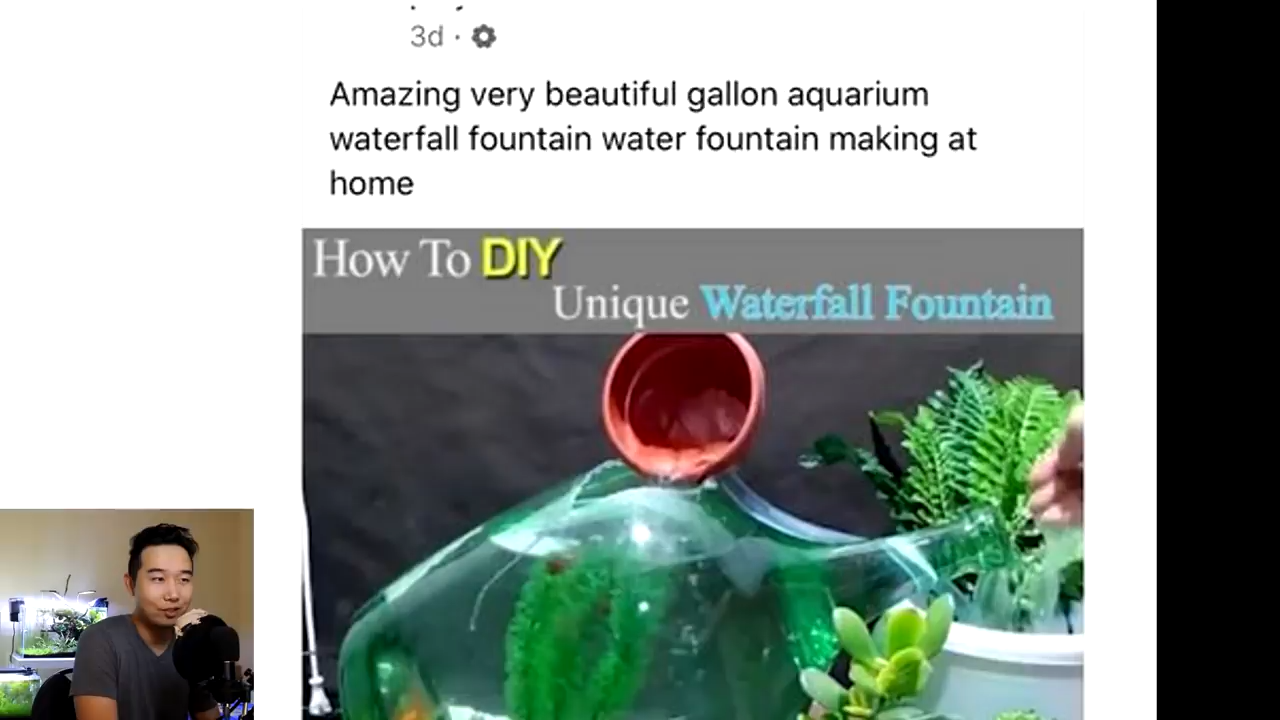 3d ·
Amazing very beautiful gallon aquarium
waterfall fountain water fountain making at
home
How To DIY
Unique Waterfall Fountain